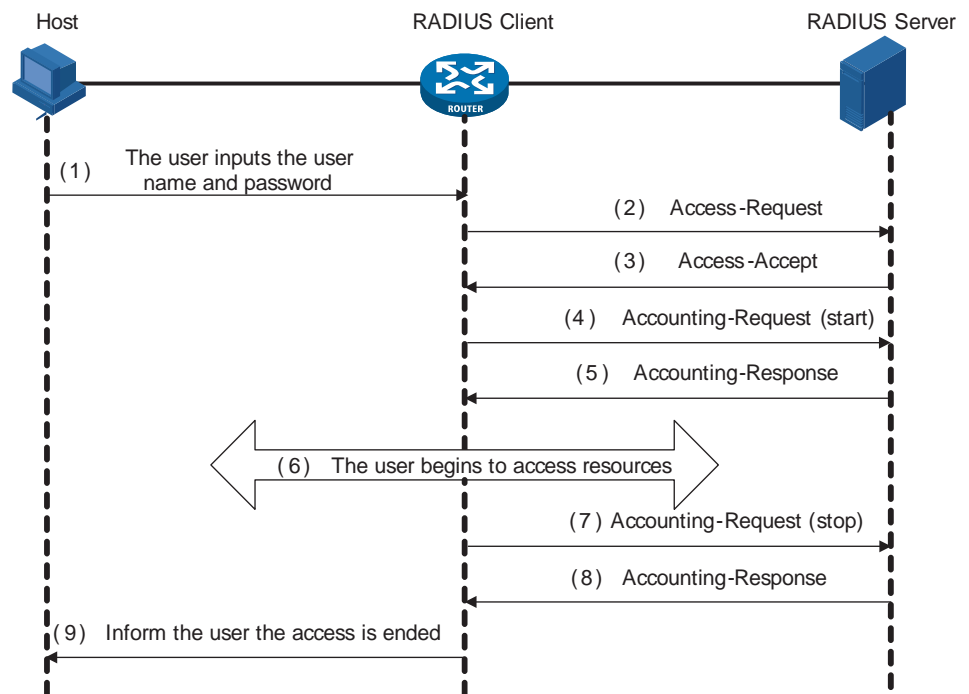 Host
RADIUS Client
RADIUS Server
ROUTER
(1) The user inputs the user
name and password
(2) Access-Request
(3) Access-Accept
(4) Accounting-Request (start)
(5) Accounting-Response
(6) The user begins to access resources
(7) Accounting-Request (stop)
(8) Accounting-Response
(9) Inform the user the access is ended